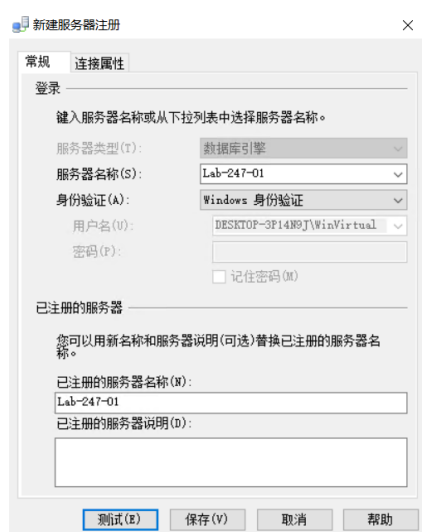 新建服务器注册
常规 连接属性
登录
键入服务器名称或从下拉列表中选择服务器名称。
服务器类型(T): 数据库引擎
服务器名称(S): Lab-247-01
身份验证(A): Windows 身份验证
用户名(U): DESKTOP-3P14N9J\WinVirtual
密码(P):
记住密码(M)
已注册的服务器
您可以用新名称和服务器说明(可选)替换已注册的服务器名
称。
已注册的服务器名称(N):
Lab-247-01
已注册的服务器说明(D):
测试(E) 保存(V) 取消 帮助